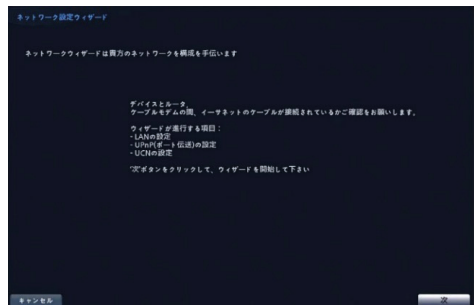 ネットワーク設定ウィザード
ネットワークウィザードは貴方のネットワークを構成を手伝います
デバイスとルータ、
ケーブルモデムの間、イーサネットのケーブルが接続されているかご確認をお願いします。
ウィザードが進行する項目：
- LANの設定
- UPnP(ポート伝送)の設定
- UCNの設定
'次'ボタンをクリックして、ウィザードを開始して下さい
キャンセル
次